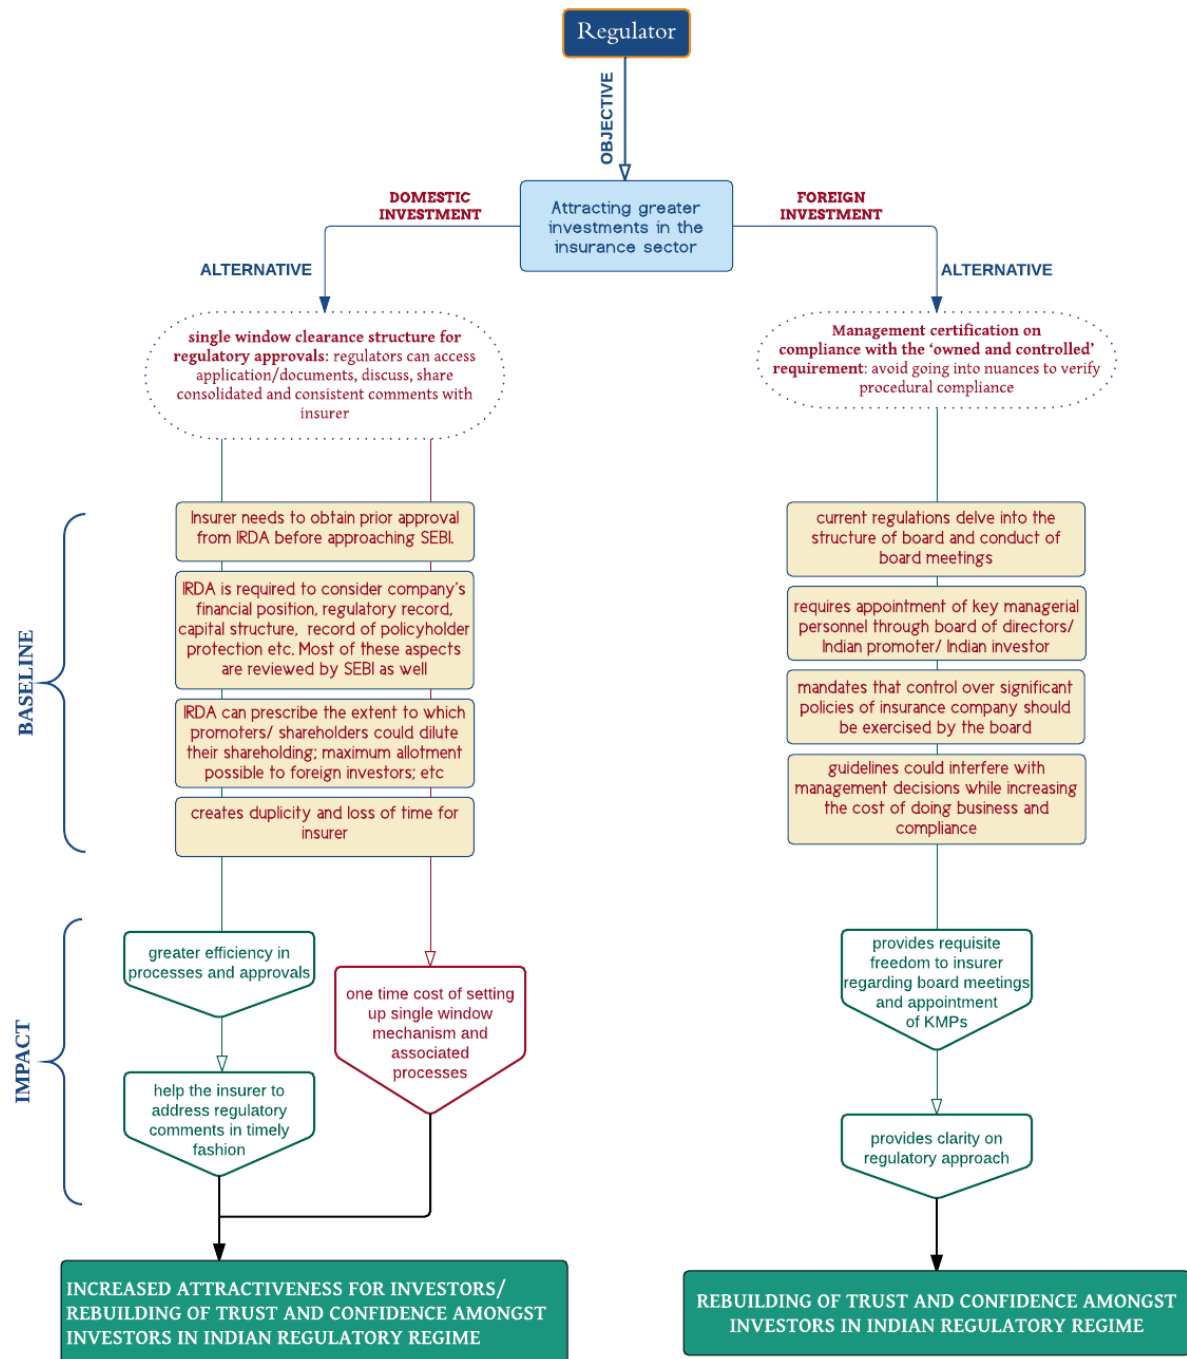 Regulator
OBJECTIVE
Attracting greater
investments in the
insurance sector
DOMESTIC
INVESTMENT
FOREIGN
INVESTMENT
ALTERNATIVE
ALTERNATIVE
single window clearance structure for
regulatory approvals: regulators can access
application/documents, discuss, share
consolidated and consistent comments with
insurer
Management certification on
compliance with the ‘owned and controlled’
requirement: avoid going into nuances to verify
procedural compliance
BASELINE
Insurer needs to obtain prior approval
from IRDA before approaching SEBI.
IRDA is required to consider company's
financial position, regulatory record,
capital structure, record of policyholder
protection etc. Most of these aspects
are reviewed by SEBI as well
IRDA can prescribe the extent to which
promoters/ shareholders could dilute
their shareholding; maximum allotment
possible to foreign investors; etc
creates duplicity and loss of time for
insurer
current regulations delve into the
structure of board and conduct of
board meetings
requires appointment of key managerial
personnel through board of directors/
Indian promoter/ Indian investor
mandates that control over significant
policies of insurance company should
be exercised by the board
guidelines could interfere with
management decisions while increasing
the cost of doing business and
compliance
IMPACT
greater efficiency in
processes and approvals
help the insurer to
address regulatory
comments in timely
fashion
one time cost of setting
up single window
mechanism and
associated
processes
provides requisite
freedom to insurer
regarding board meetings
and appointment
of KMPs
provides clarity on
regulatory approach
INCREASED ATTRACTIVENESS FOR INVESTORS/
REBUILDING OF TRUST AND CONFIDENCE AMONGST
INVESTORS IN INDIAN REGULATORY REGIME
REBUILDING OF TRUST AND CONFIDENCE AMONGST
INVESTORS IN INDIAN REGULATORY REGIME